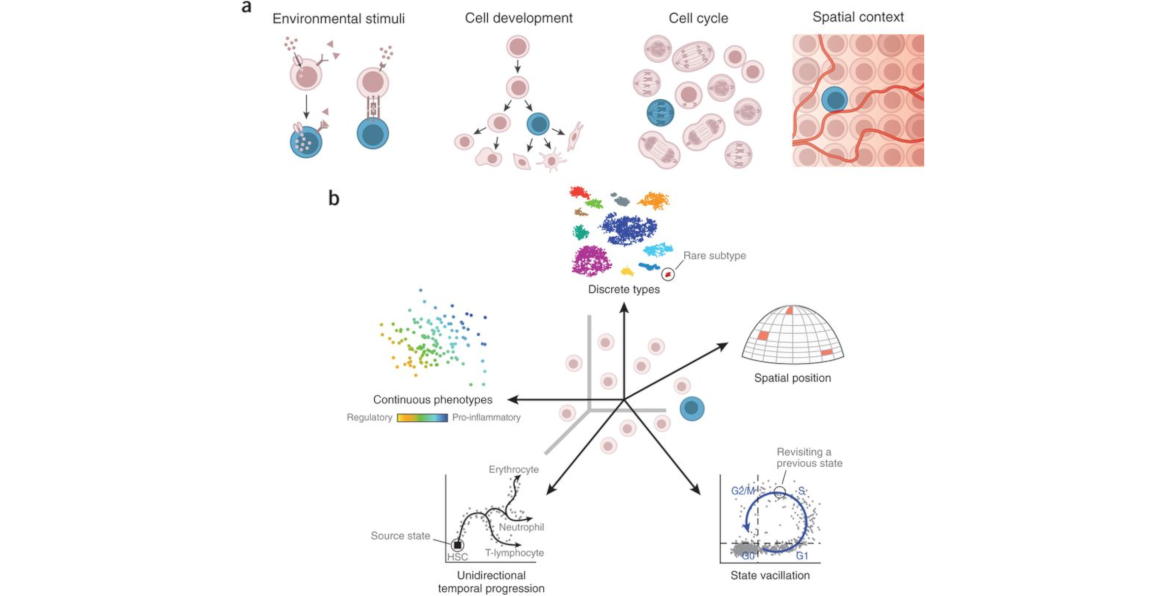 a
Environmental stimuli
Cell development
Cell cycle
Spatial context
b
Rare subtype
Discrete types
Continuous phenotypes
Regulatory
Pro-inflammatory
Spatial position
Erythrocyte
Neutrophil
T-lymphocyte
Source state
HSC
Unidirectional
temporal progression
Revisiting a
previous state
G2/M
S
G0
G1
State vacillation